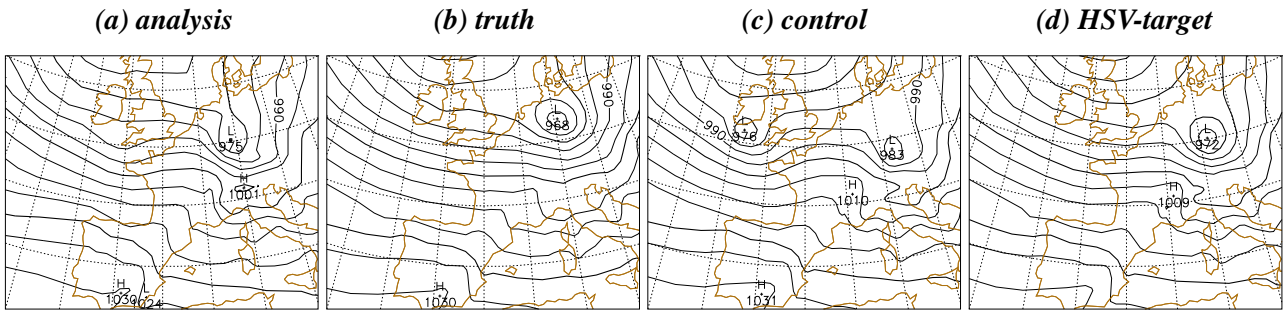 (a) analysis
(b) truth
(c) control
(d) HSV-target
L
975
990
H
1001
H
1030
L
1024
L
968
990
H
1030
L
976
990
990
L
983
H
1010
H
1031
L
972
H
1009